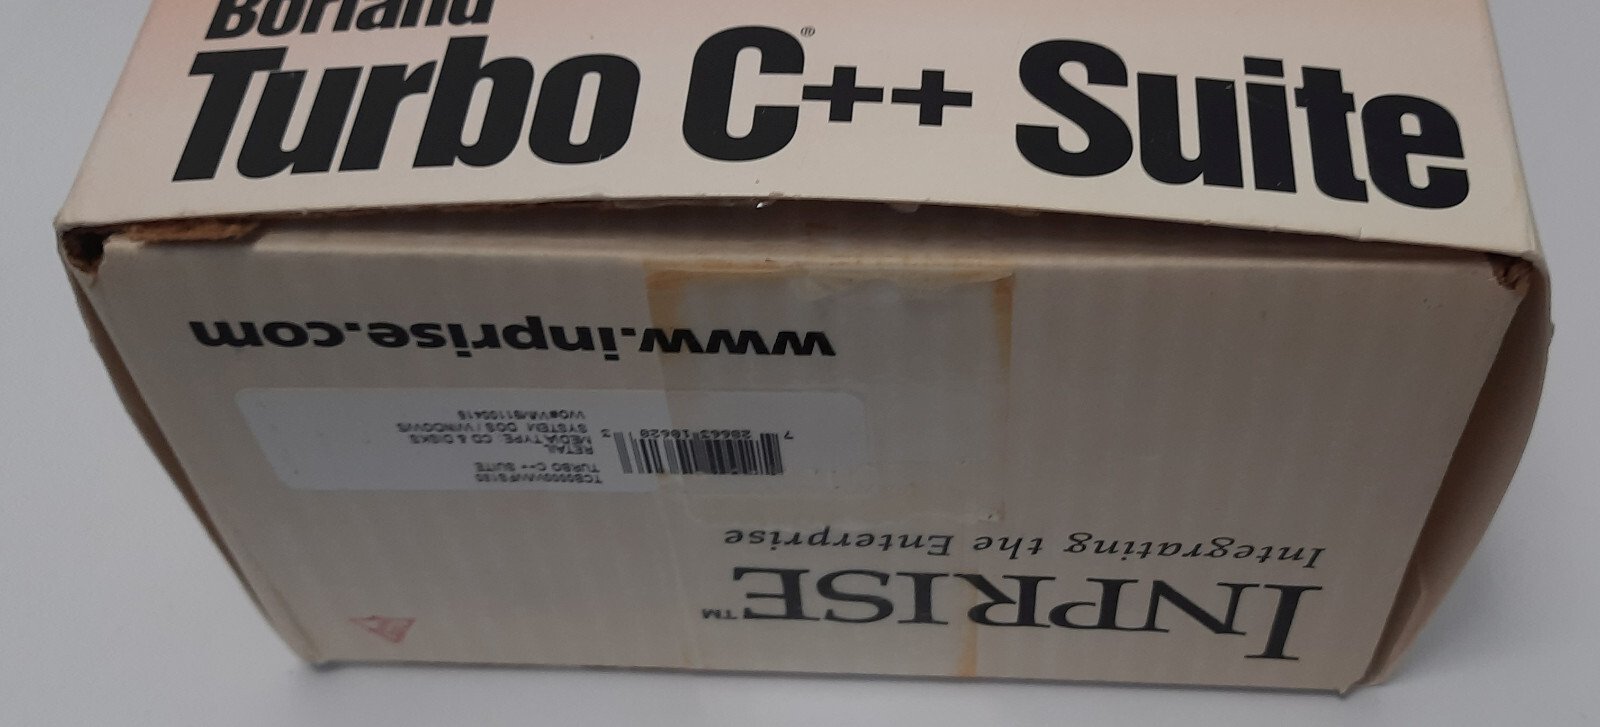 Borland
Turbo C++ Suite
®
INPRISE™
Integrating the Enterprise
TURBO C++ SUITE
RETAIL
MEDIA TYPE CD & DISKS
SYSTEM DOS / WINDOWS
www.inprise.com